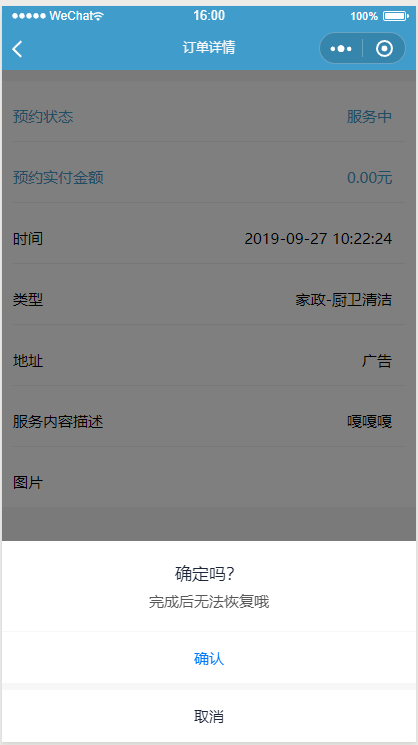 WeChat 16:00 100%
订单详情
预约状态 服务中
预约实付金额 0.00元
时间 2019-09-27 10:22:24
类型 家政-厨卫清洁
地址 广告
服务内容描述 嘎嘎嘎
图片
确定吗?
完成后无法恢复哦
确认
取消